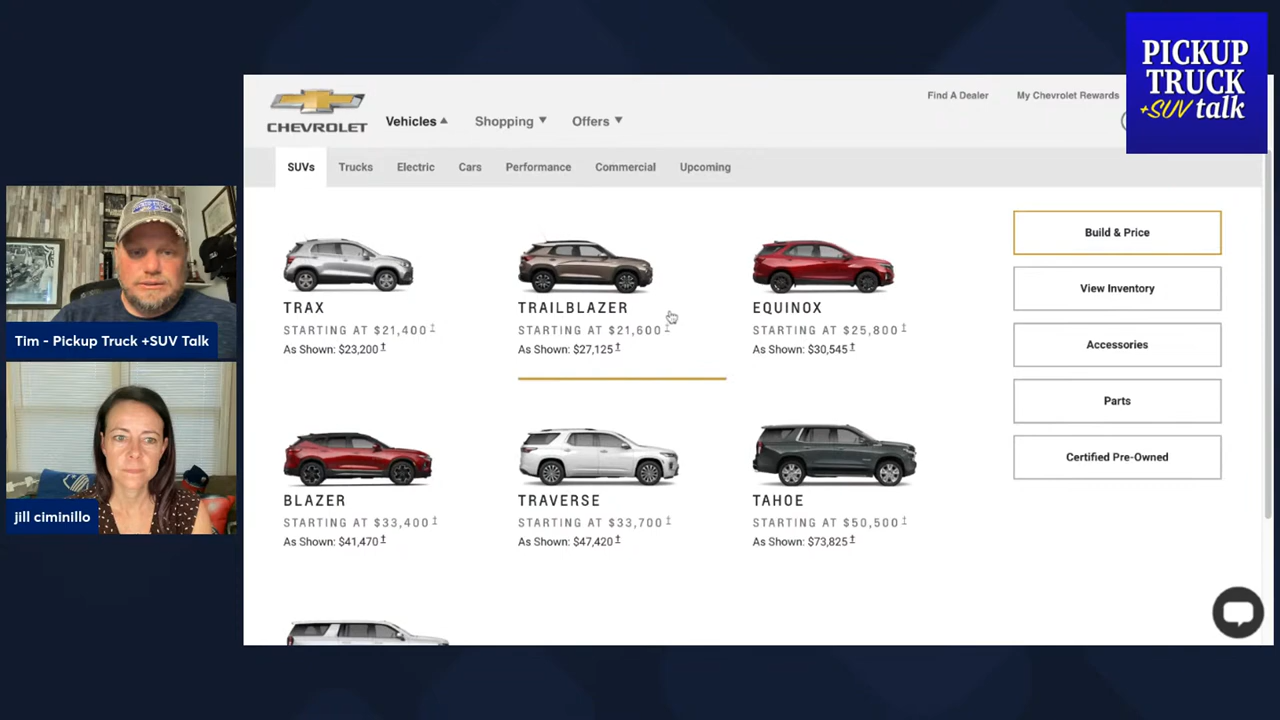 PICKUP
TRUCK
+SUV talk
CHEVROLET
Vehicles
Shopping
Offers
Find A Dealer
My Chevrolet Rewards
SUVs
Trucks
Electric
Cars
Performance
Commercial
Upcoming
TRAX
STARTING AT $21,400‡
As Shown: $23,200‡
TRAILBLAZER
STARTING AT $21,600‡
As Shown: $27,125‡
EQUINOX
STARTING AT $25,800‡
As Shown: $30,545‡
BLAZER
STARTING AT $33,400‡
As Shown: $41,470‡
TRAVERSE
STARTING AT $33,700‡
As Shown: $47,420‡
TAHOE
STARTING AT $50,500‡
As Shown: $73,825‡
Build & Price
View Inventory
Accessories
Parts
Certified Pre-Owned
Tim - Pickup Truck +SUV Talk
jill ciminillo